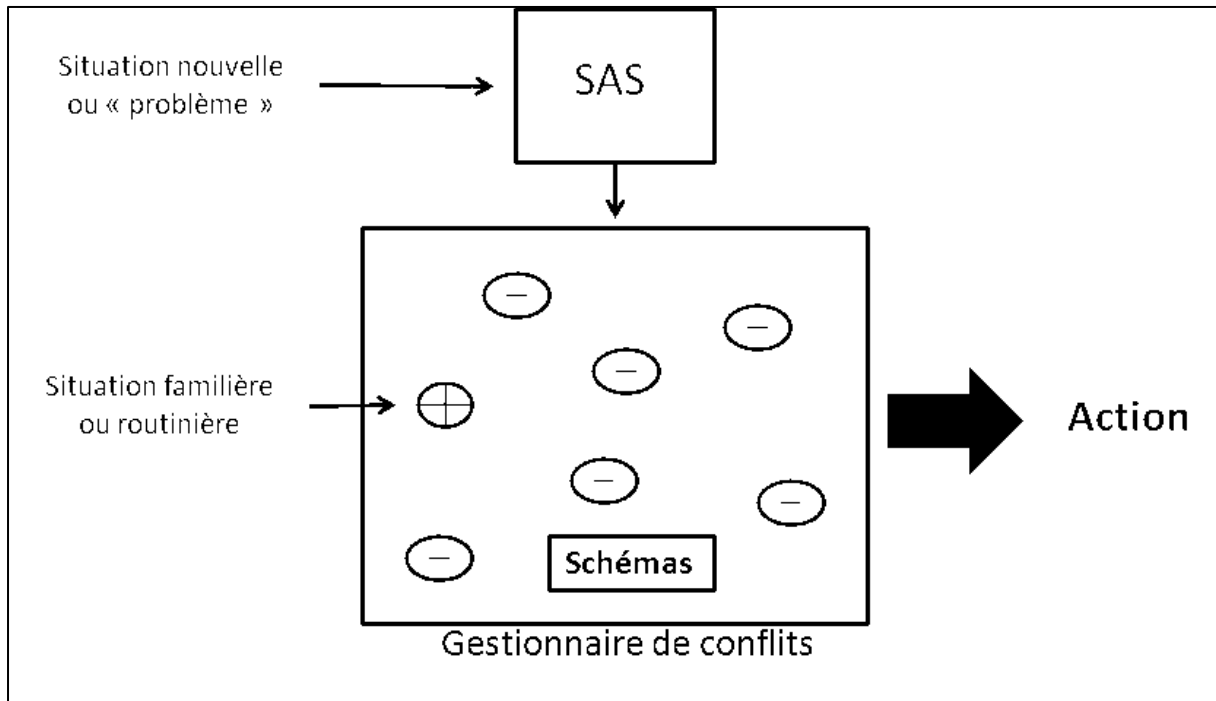 Situation nouvelle
ou « problème »
SAS
Situation familière
ou routinière
Action
Schémas
Gestionnaire de conflits